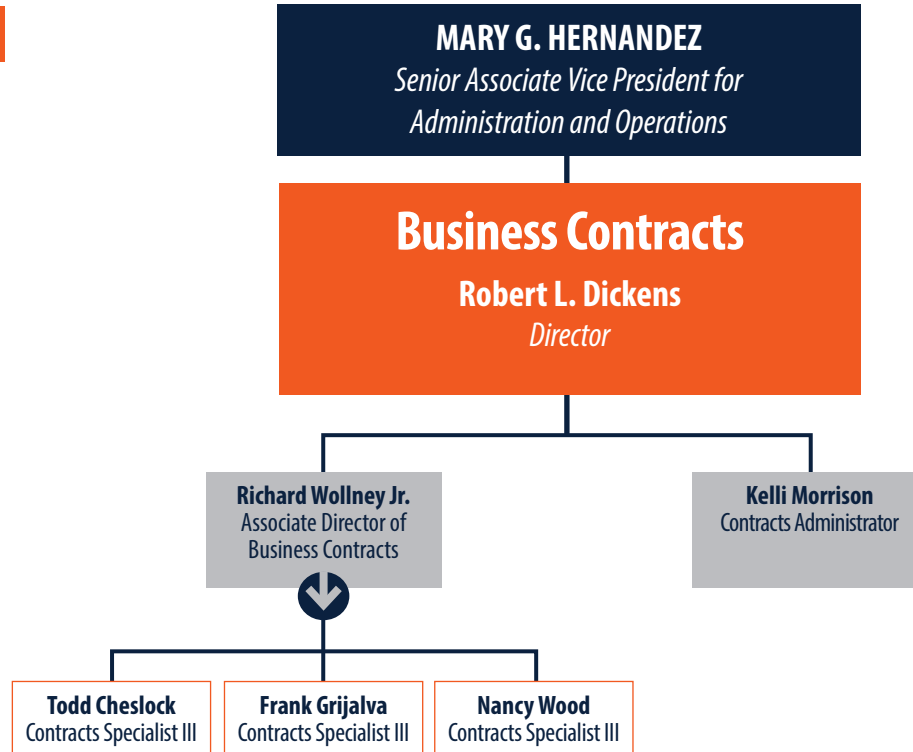 MARY G. HERNANDEZ
Senior Associate Vice President for
Administration and Operations
Business Contracts
Robert L. Dickens
Director
Richard Wollney Jr.
Associate Director of
Business Contracts
Kelli Morrison
Contracts Administrator
Todd Cheslock
Contracts Specialist III
Frank Grijalva
Contracts Specialist III
Nancy Wood
Contracts Specialist III